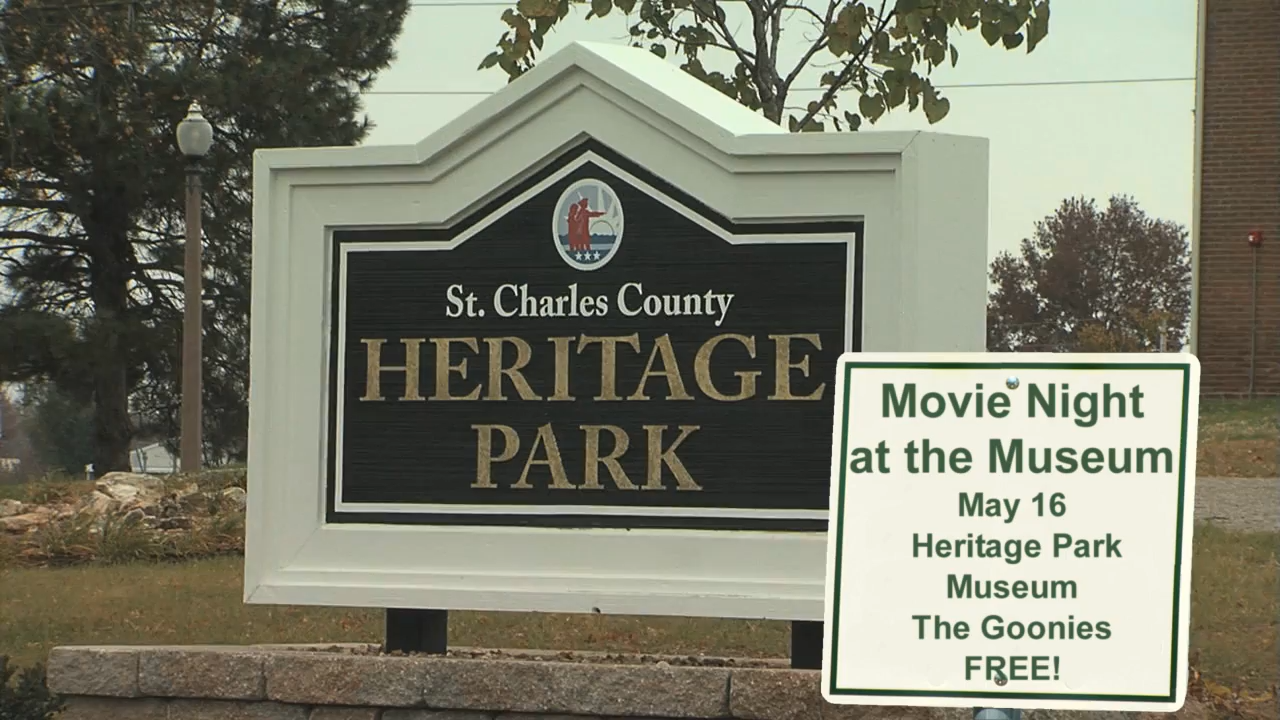 St. Charles County
HERITAGE
PARK
Movie Night
at the Museum
May 16
Heritage Park
Museum
The Goonies
FREE!